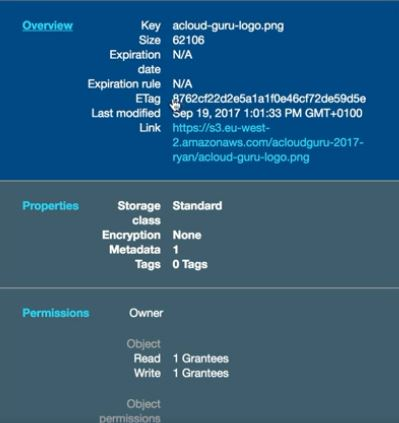 Overview Key acloud-guru-logo.png
Size 62106
Expiration N/A
date
Expiration rule N/A
ETag 8762cf22d2e5a1a1f0e46cf72de59d5e
Last modified Sep 19, 2017 1:01:33 PM GMT+0100
Link https://s3.eu-west-
2.amazonaws.com/acloudguru-2017-
ryan/acloud-guru-logo.png
Properties Storage Standard
class
Encryption None
Metadata 1
Tags 0 Tags
Permissions Owner
Object
Read 1 Grantees
Write 1 Grantees
Object
permissions